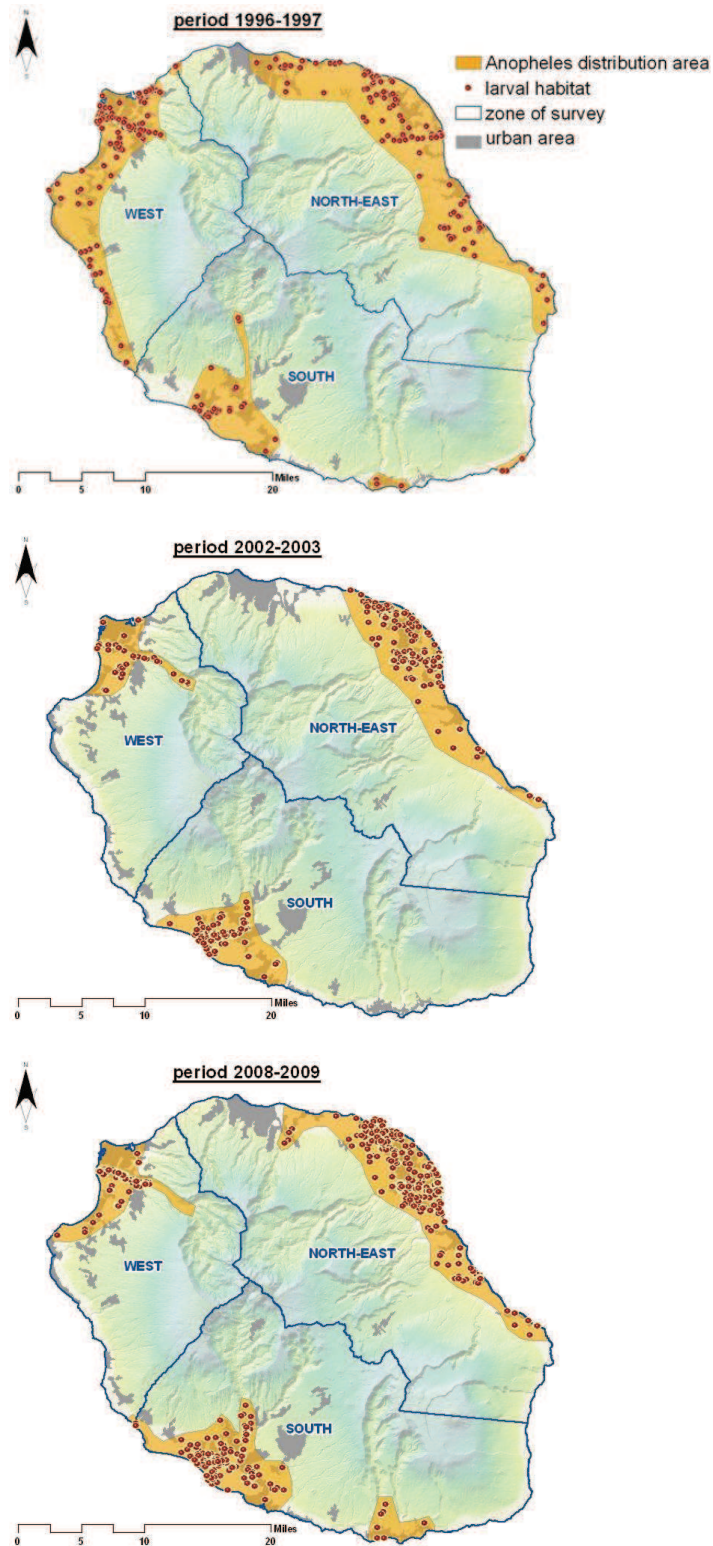 period 1996-1997
N
S
Anopheles distribution area
larval habitat
zone of survey
urban area
WEST
NORTH-EAST
SOUTH
Miles
0 5 10 20
period 2002-2003
N
S
WEST
NORTH-EAST
SOUTH
Miles
0 5 10 20
period 2008-2009
N
S
WEST
NORTH-EAST
SOUTH
Miles
0 5 10 20